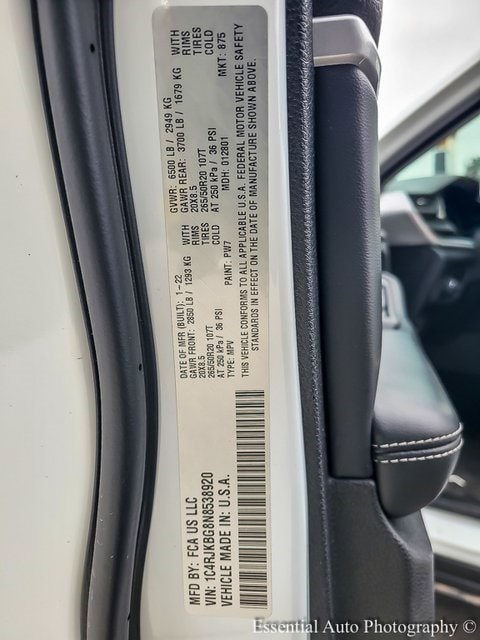 MFD BY: FCA US LLC
VIN: 1C4RJKBG8N8538920
VEHICLE MADE IN: U.S.A.
DATE OF MFR (BUILT): 1-22
GAWR FRONT: 2850 LB / 1293 KG WITH
20X8.5 RIMS
265/50R20 107T TIRES
AT 250 kPa / 36 PSI COLD
TYPE: MPV
GVWR: 6500 LB / 2949 KG
GAWR REAR: 3700 LB / 1679 KG WITH
20X8.5 RIMS
265/50R20 107T TIRES
AT 250 kPa / 36 PSI COLD
PAINT: PW7 MDH: 012801 MKT: 875
THIS VEHICLE CONFORMS TO ALL APPLICABLE U.S.A. FEDERAL MOTOR VEHICLE SAFETY
STANDARDS IN EFFECT ON THE DATE OF MANUFACTURE SHOWN ABOVE.
Essential Auto Photography ©